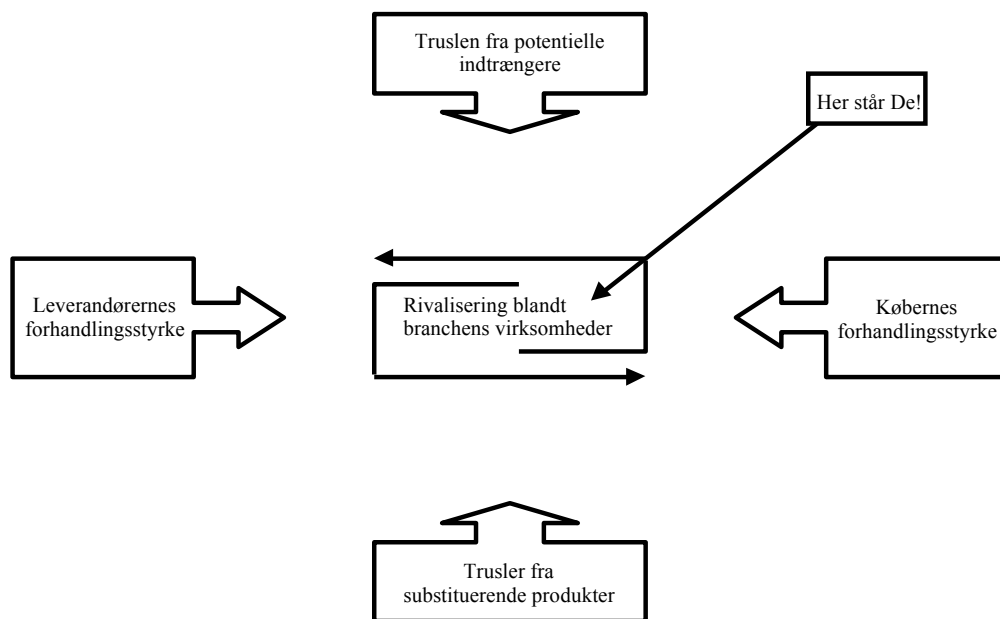 Truslen fra potentielle
indtrængere
Her står De!
Leverandørernes
forhandlingsstyrke
Rivalisering blandt
branchens virksomheder
Købernes
forhandlingsstyrke
Trusler fra
substituerende produkter